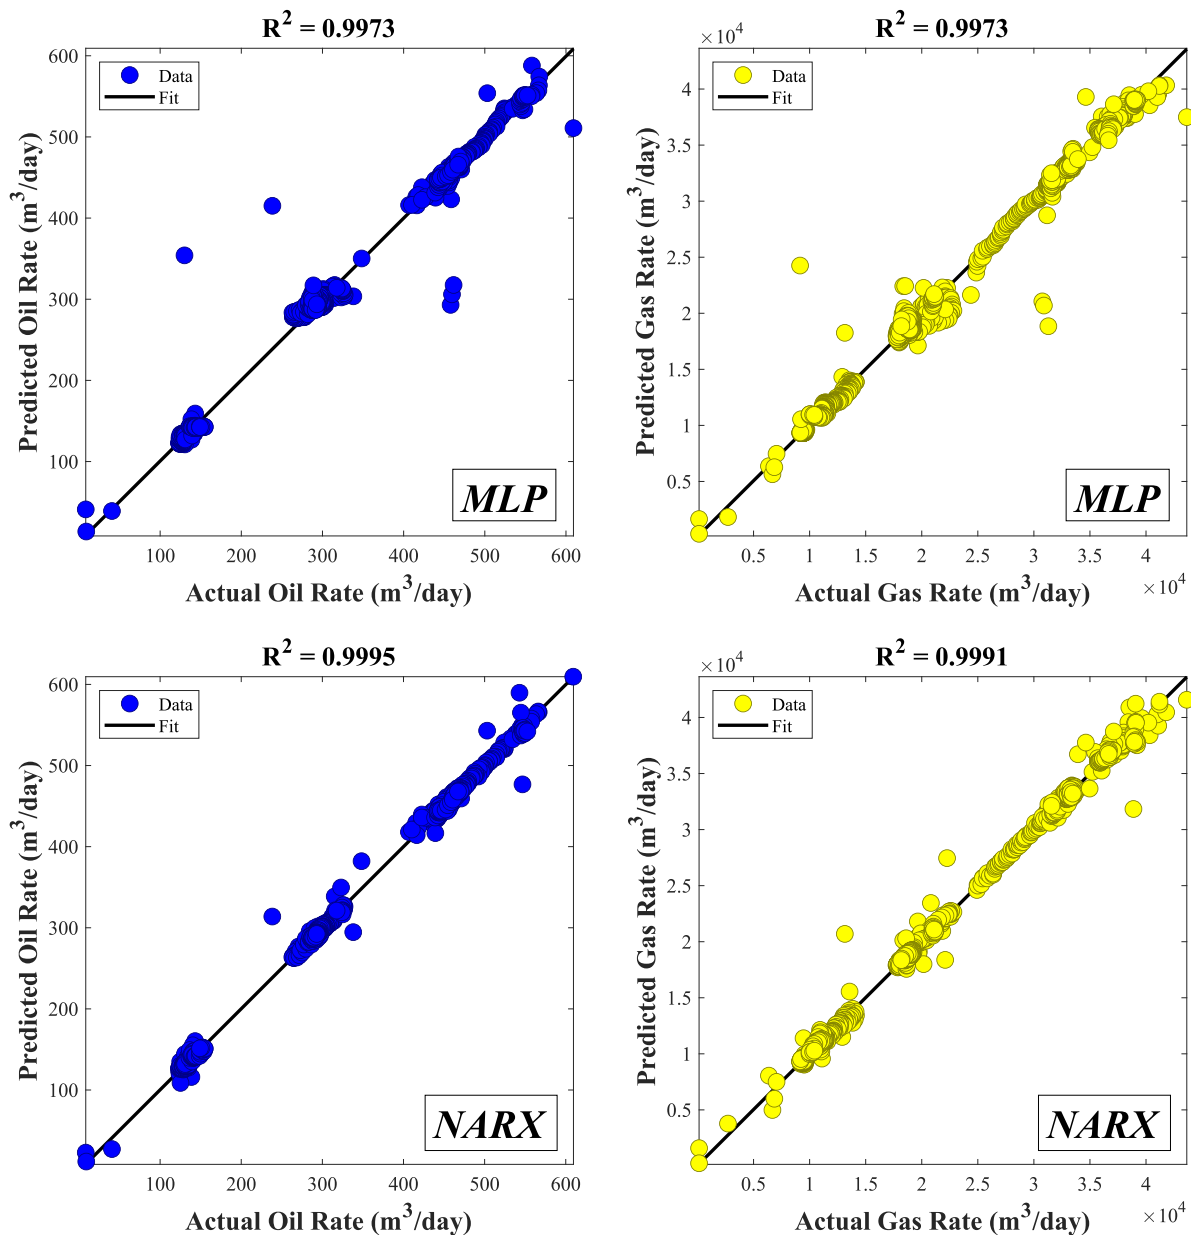 R² = 0.9973
Data
Fit
600
500
400
300
200
100
Predicted Oil Rate (m³/day)
MLP
100 200 300 400 500 600
Actual Oil Rate (m³/day)
R² = 0.9973
×10⁴
Data
Fit
4
3.5
3
2.5
2
1.5
1
0.5
Predicted Gas Rate (m³/day)
MLP
0.5 1 1.5 2 2.5 3 3.5 4
×10⁴
Actual Gas Rate (m³/day)
R² = 0.9995
Data
Fit
600
500
400
300
200
100
Predicted Oil Rate (m³/day)
NARX
100 200 300 400 500 600
Actual Oil Rate (m³/day)
R² = 0.9991
×10⁴
Data
Fit
4
3.5
3
2.5
2
1.5
1
0.5
Predicted Gas Rate (m³/day)
NARX
0.5 1 1.5 2 2.5 3 3.5 4
×10⁴
Actual Gas Rate (m³/day)